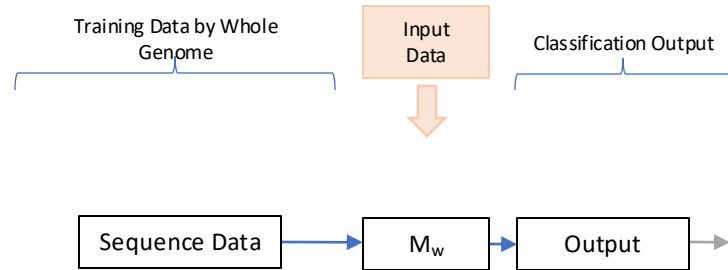 Training Data by Whole
Genome
Input
Data
Classification Output
Sequence Data
Mw
Output